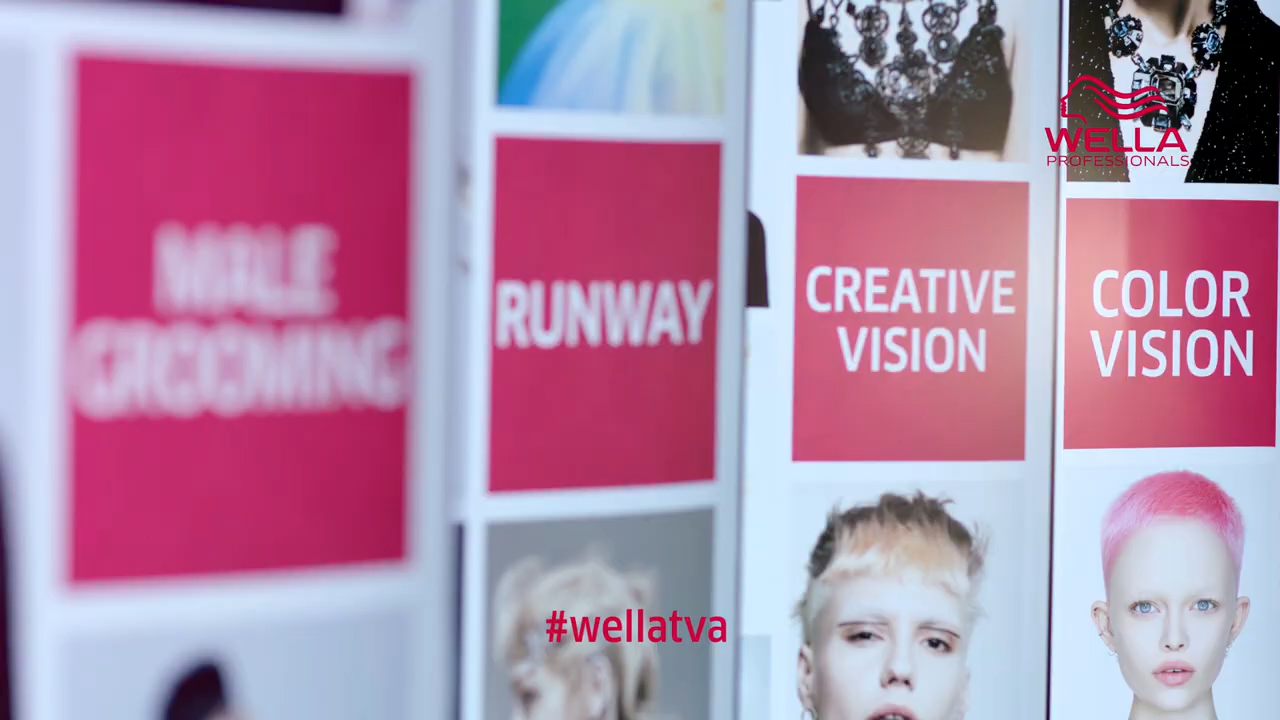 MALE
GROOMING
RUNWAY
CREATIVE
VISION
COLOR
VISION
WELLA
PROFESSIONALS
#wellatva